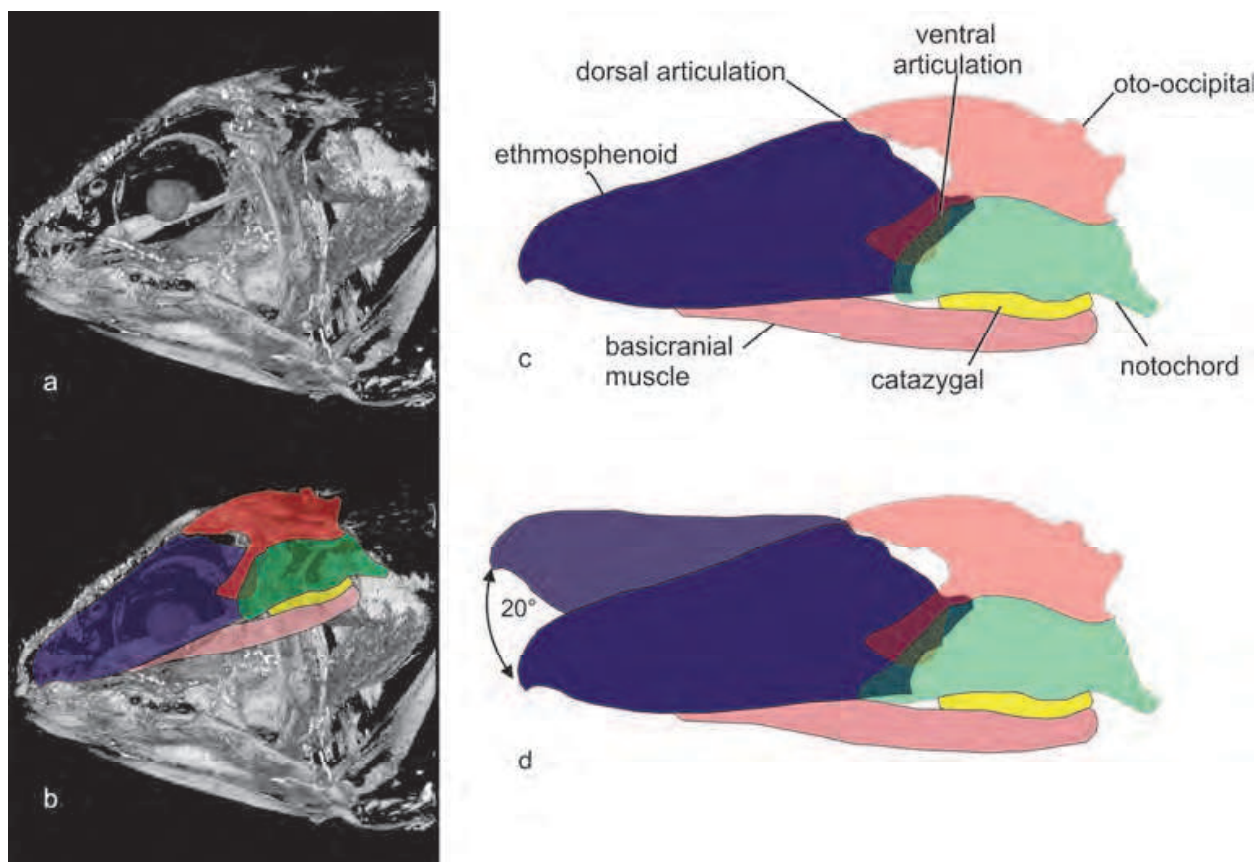 a
b
ventral
articulation
dorsal articulation
oto-occipital
ethmosphenoid
basicranial
muscle
catazygal
notochord
c
20°
d